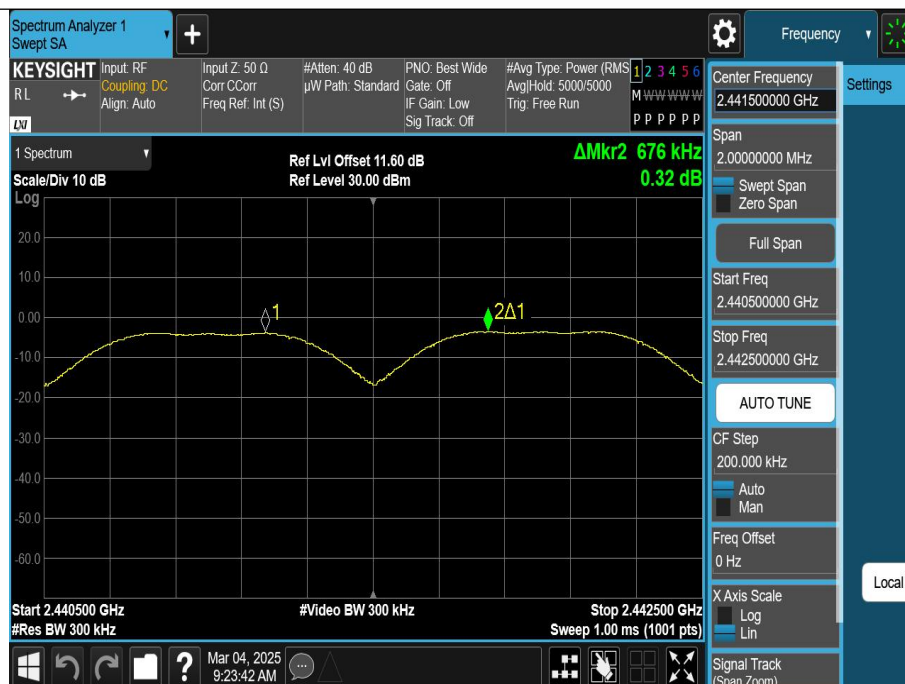 Spectrum Analyzer 1
Swept SA
Frequency
KEYSIGHT
R L
LXI
Input: RF
Coupling: DC
Align: Auto
Input Z: 50 Ω
Corr CCorr
Freq Ref: Int (S)
#Atten: 40 dB
µW Path: Standard
PNO: Best Wide
Gate: Off
IF Gain: Low
Sig Track: Off
#Avg Type: Power (RMS
Avg|Hold: 5000/5000
Trig: Free Run
1 2 3 4 5 6
M W W W W W
P P P P P P
1 Spectrum
Scale/Div 10 dB
Log
Ref Lvl Offset 11.60 dB
Ref Level 30.00 dBm
ΔMkr2 676 kHz
0.32 dB
20.0
10.0
0.00
-10.0
-20.0
-30.0
-40.0
-50.0
-60.0
1
2Δ1
Start 2.440500 GHz
#Res BW 300 kHz
#Video BW 300 kHz
Stop 2.442500 GHz
Sweep 1.00 ms (1001 pts)
?
Mar 04, 2025
9:23:42 AM
Center Frequency
2.441500000 GHz
Span
2.00000000 MHz
Swept Span
Zero Span
Full Span
Start Freq
2.440500000 GHz
Stop Freq
2.442500000 GHz
AUTO TUNE
CF Step
200.000 kHz
Auto
Man
Freq Offset
0 Hz
X Axis Scale
Log
Lin
Signal Track
(Span Zoom)
Settings
Local